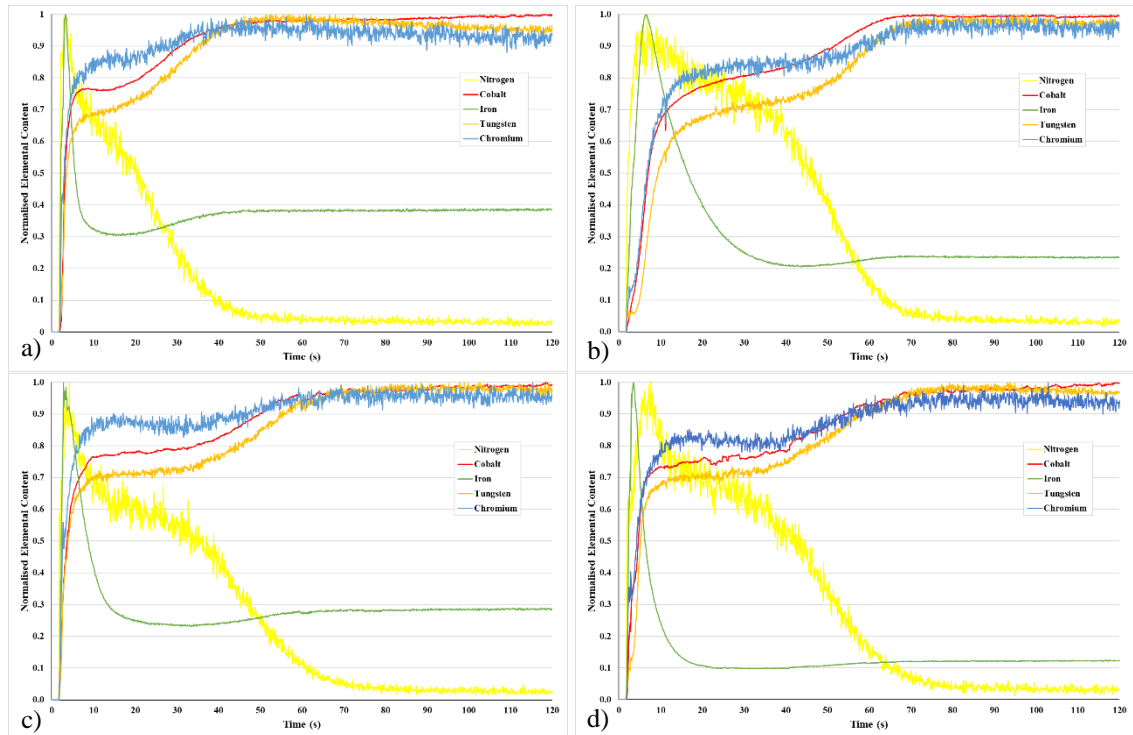 1
0.9
0.8
0.7
0.6
0.5
0.4
0.3
0.2
0.1
0
Normalised Elemental Content
Nitrogen
Cobalt
Iron
Tungsten
Chromium
0 10 20 30 40 50 60 70 80 90 100 110 120
Time (s)
a)
1.0
0.9
0.8
0.7
0.6
0.5
0.4
0.3
0.2
0.1
0.0
Normalised Elemental Content
Nitrogen
Cobalt
Iron
Tungsten
Chromium
0 10 20 30 40 50 60 70 80 90 100 110 120
Time (s)
b)
1.0
0.9
0.8
0.7
0.6
0.5
0.4
0.3
0.2
0.1
0.0
Normalised Elemental Content
Nitrogen
Cobalt
Iron
Tungsten
Chromium
0 10 20 30 40 50 60 70 80 90 100 110 120
Time (s)
c)
1.0
0.9
0.8
0.7
0.6
0.5
0.4
0.3
0.2
0.1
0.0
Normalised Elemental Content
Nitrogen
Cobalt
Iron
Tungsten
Chromium
0 10 20 30 40 50 60 70 80 90 100 110 120
Time (s)
d)